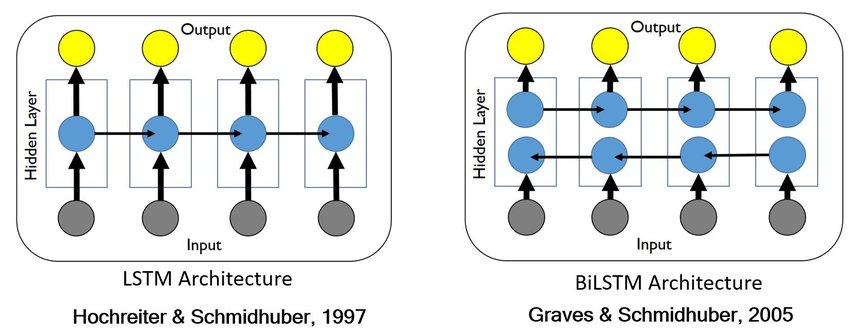 Output
Hidden Layer
Input
LSTM Architecture
Hochreiter & Schmidhuber, 1997
Output
Hidden Layer
Input
BiLSTM Architecture
Graves & Schmidhuber, 2005